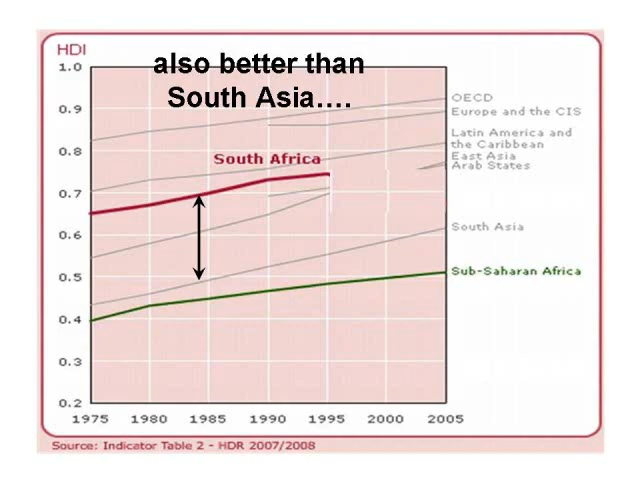 HDI
also better than
South Asia….
1.0
0.9
0.8
0.7
0.6
0.5
0.4
0.3
0.2
OECD
Europe and the CIS
Latin America and
the Caribbean
East Asia
Arab States
South Africa
South Asia
Sub-Saharan Africa
1975 1980 1985 1990 1995 2000 2005
Source: Indicator Table 2 - HDR 2007/2008